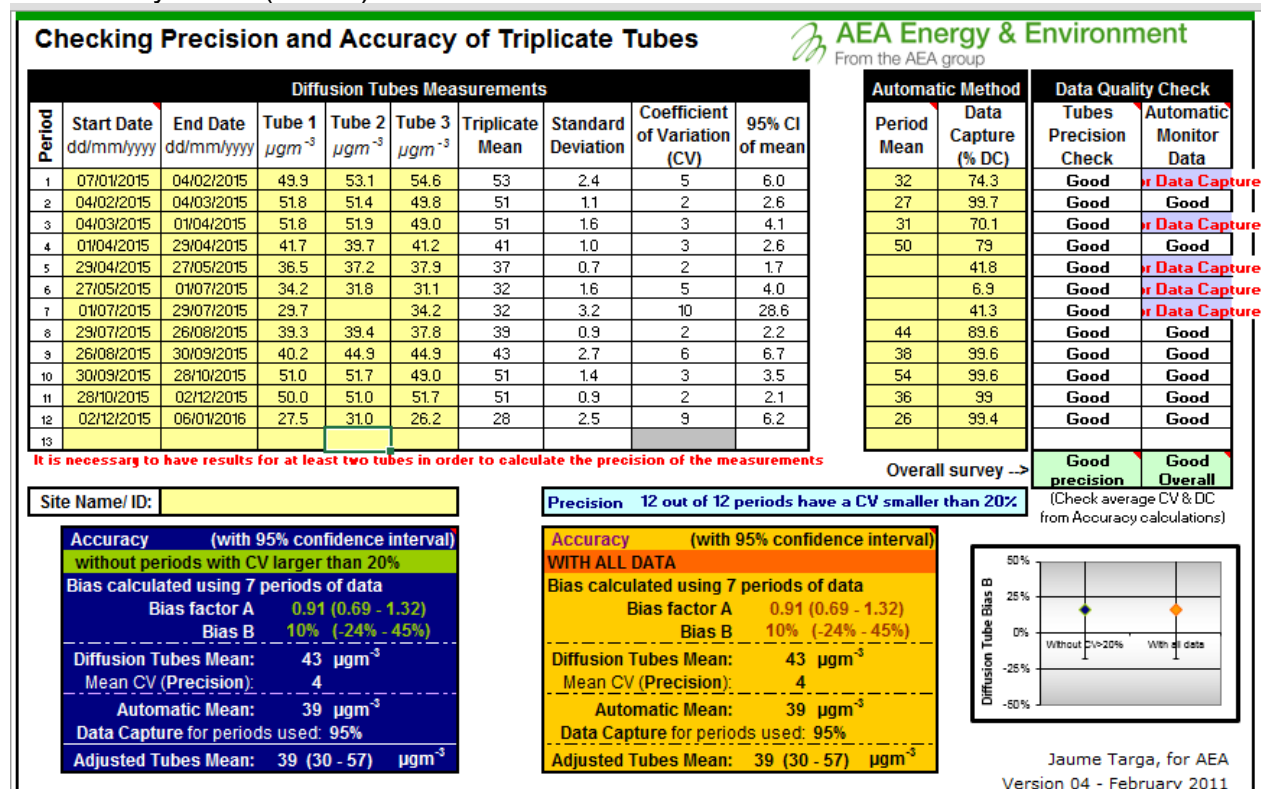 Checking Precision and Accuracy of Triplicate Tubes
AEA Energy & Environment
From the AEA group
Diffusion Tubes Measurements
Automatic Method
Data Quality Check
Period
Start Date dd/mm/yyyy
End Date dd/mm/yyyy
Tube 1 µgm-3
Tube 2 µgm-3
Tube 3 µgm-3
Triplicate Mean
Standard Deviation
Coefficient of Variation (CV)
95% CI of mean
Period Mean
Data Capture (% DC)
Tubes Precision Check
Automatic Monitor Data
1 07/01/2015 04/02/2015 49.9 53.1 54.6 53 2.4 5 6.0 32 74.3 Good r Data Capture
2 04/02/2015 04/03/2015 51.8 51.4 49.8 51 1.1 2 2.6 27 99.7 Good Good
3 04/03/2015 01/04/2015 51.8 51.9 49.0 51 1.6 3 4.1 31 70.1 Good r Data Capture
4 01/04/2015 29/04/2015 41.7 39.7 41.2 41 1.0 3 2.6 50 79 Good Good
5 29/04/2015 27/05/2015 36.5 37.2 37.9 37 0.7 2 1.7 41.8 Good r Data Capture
6 27/05/2015 01/07/2015 34.2 31.8 31.1 32 1.6 5 4.0 6.9 Good r Data Capture
7 01/07/2015 29/07/2015 29.7 34.2 32 3.2 10 28.6 41.3 Good r Data Capture
8 29/07/2015 26/08/2015 39.3 39.4 37.8 39 0.9 2 2.2 44 89.6 Good Good
9 26/08/2015 30/09/2015 40.2 44.9 44.9 43 2.7 6 6.7 38 99.6 Good Good
10 30/09/2015 28/10/2015 51.0 51.7 49.0 51 1.4 3 3.5 54 99.6 Good Good
11 28/10/2015 02/12/2015 50.0 51.0 51.7 51 0.9 2 2.1 36 99 Good Good
12 02/12/2015 06/01/2016 27.5 31.0 26.2 28 2.5 9 6.2 26 99.4 Good Good
13
It is necessary to have results for at least two tubes in order to calculate the precision of the measurements
Overall survey --> Good precision Good Overall
Site Name/ ID:
Precision 12 out of 12 periods have a CV smaller than 20%
(Check average CV & DC from Accuracy calculations)
Accuracy (with 95% confidence interval)
without periods with CV larger than 20%
Bias calculated using 7 periods of data
Bias factor A 0.91 (0.69 - 1.32)
Bias B 10% (-24% - 45%)
Diffusion Tubes Mean: 43 µgm-3
Mean CV (Precision): 4
Automatic Mean: 39 µgm-3
Data Capture for periods used: 95%
Adjusted Tubes Mean: 39 (30 - 57) µgm-3
Accuracy (with 95% confidence interval)
WITH ALL DATA
Bias calculated using 7 periods of data
Bias factor A 0.91 (0.69 - 1.32)
Bias B 10% (-24% - 45%)
Diffusion Tubes Mean: 43 µgm-3
Mean CV (Precision): 4
Automatic Mean: 39 µgm-3
Data Capture for periods used: 95%
Adjusted Tubes Mean: 39 (30 - 57) µgm-3
Diffusion Tube Bias B
50%
25%
0%
-25%
-50%
Without CV>20%
With all data
Jaume Targa, for AEA
Version 04 - February 2011